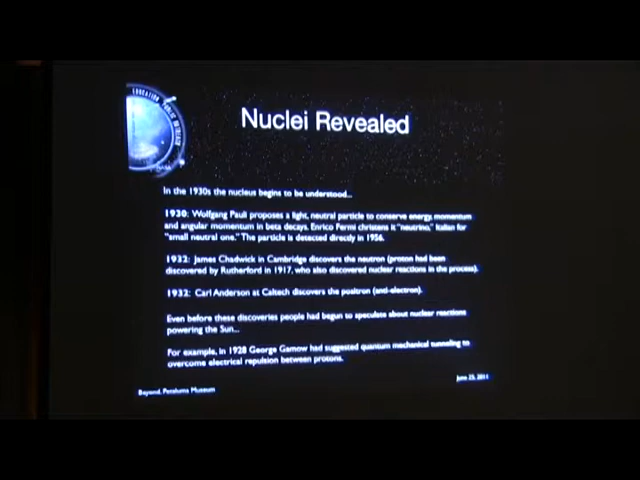 EDUCATION
Nuclei Revealed
In the 1930s the nucleus begins to be understood...
1930: Wolfgang Pauli proposes a light, neutral particle to conserve energy, momentum
and angular momentum in beta decays. Enrico Fermi christens it "neutrino," Italian for
"small neutral one." The particle is detected directly in 1956.
1932: James Chadwick in Cambridge discovers the neutron (proton had been
discovered by Rutherford in 1917, who also discovered nuclear reactions in the process).
1932: Carl Anderson at Caltech discovers the positron (anti-electron).
Even before these discoveries people had begun to speculate about nuclear reactions
powering the Sun...
For example, in 1928 George Gamow had suggested quantum mechanical tunneling to
overcome electrical repulsion between protons.
Beyond, Petaluma Museum
June 25, 2011